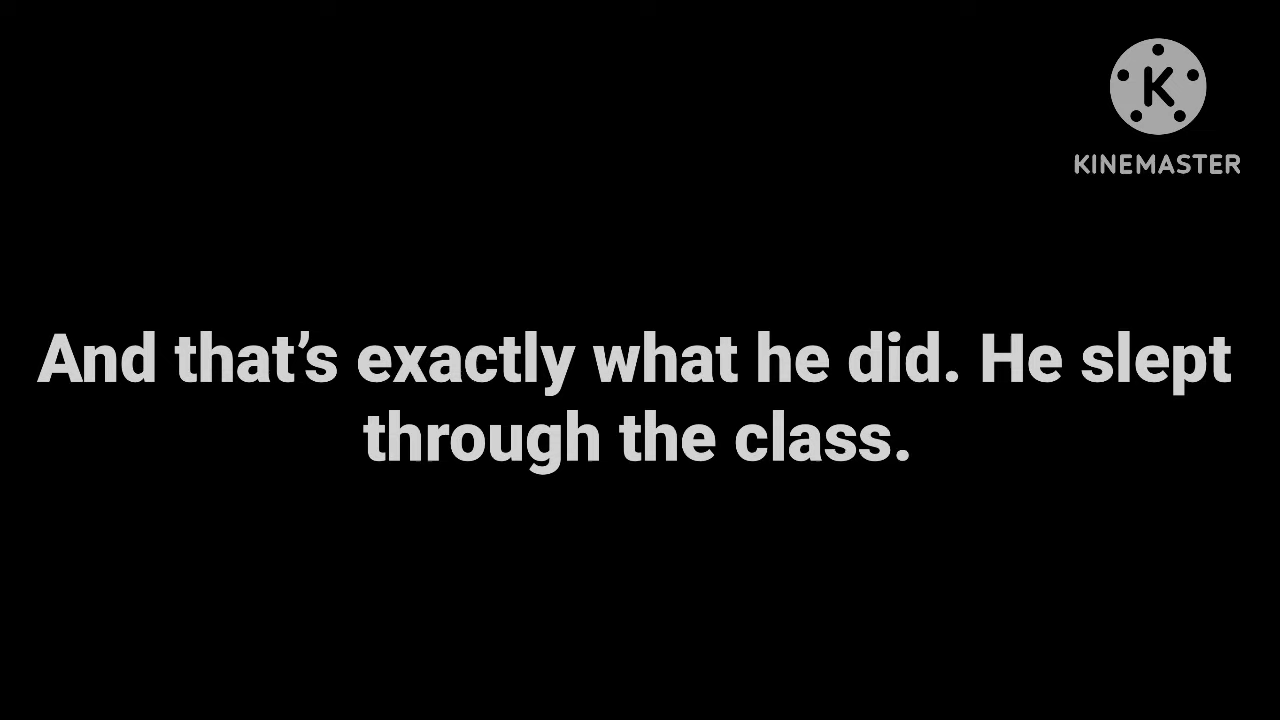 K
KINEMASTER
And that’s exactly what he did. He slept
through the class.